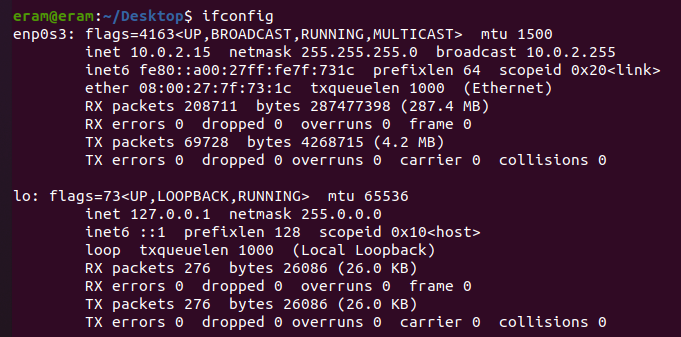 eram@eram:~/Desktop$ ifconfig
enp0s3: flags=4163<UP,BROADCAST,RUNNING,MULTICAST>  mtu 1500
        inet 10.0.2.15  netmask 255.255.255.0  broadcast 10.0.2.255
        inet6 fe80::a00:27ff:fe7f:731c  prefixlen 64  scopeid 0x20<link>
        ether 08:00:27:7f:73:1c  txqueuelen 1000  (Ethernet)
        RX packets 208711  bytes 287477398 (287.4 MB)
        RX errors 0  dropped 0  overruns 0  frame 0
        TX packets 69728  bytes 4268715 (4.2 MB)
        TX errors 0  dropped 0 overruns 0  carrier 0  collisions 0

lo: flags=73<UP,LOOPBACK,RUNNING>  mtu 65536
        inet 127.0.0.1  netmask 255.0.0.0
        inet6 ::1  prefixlen 128  scopeid 0x10<host>
        loop  txqueuelen 1000  (Local Loopback)
        RX packets 276  bytes 26086 (26.0 KB)
        RX errors 0  dropped 0  overruns 0  frame 0
        TX packets 276  bytes 26086 (26.0 KB)
        TX errors 0  dropped 0 overruns 0  carrier 0  collisions 0